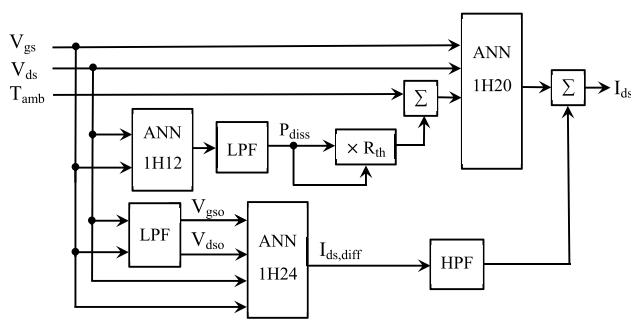 V_gs
V_ds
T_amb
ANN
1H20
Σ
Σ
I_ds
ANN
1H12
LPF
P_diss
× R_th
LPF
V_gso
V_dso
ANN
1H24
I_ds,diff
HPF